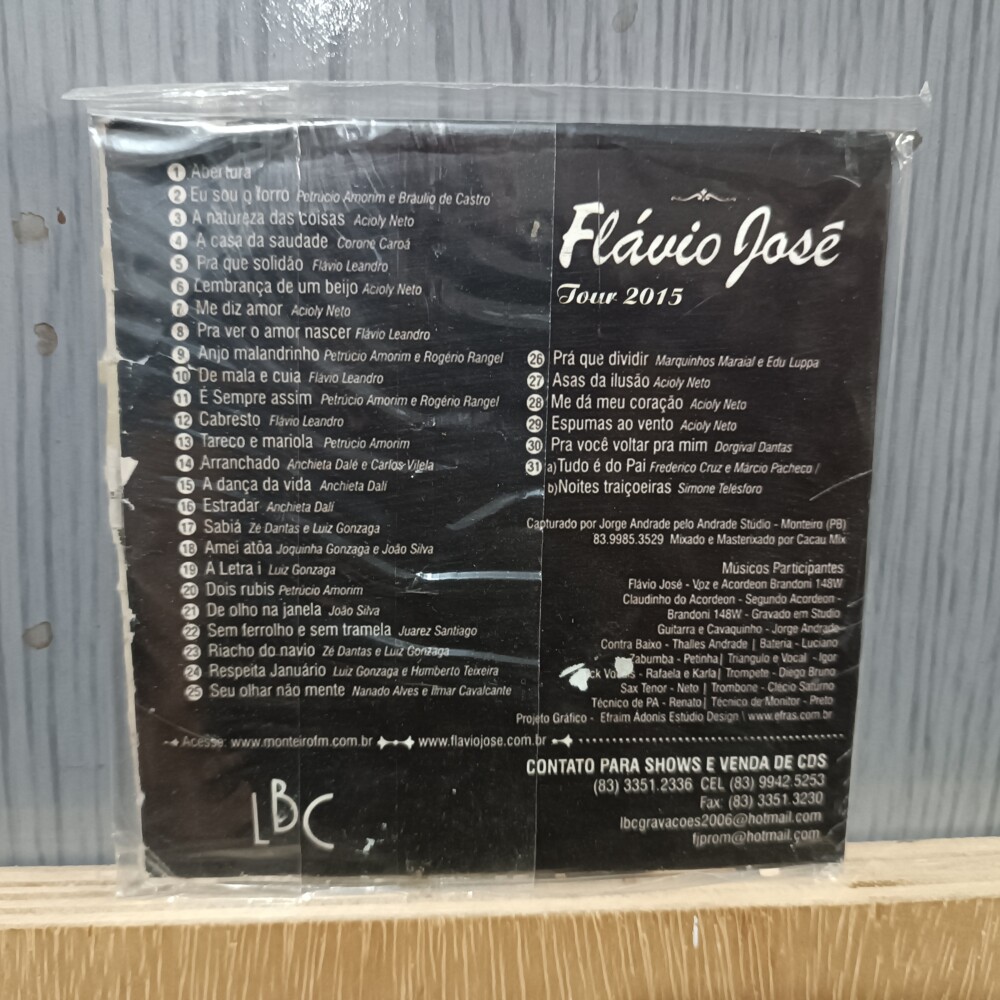 1 Abertura
2 Eu sou o forro Petrúcio Amorim e Bráulio de Castro
3 A natureza das coisas Acioly Neto
4 A casa da saudade Coroné Caroá
5 Pra que solidão Flávio Leandro
6 Lembrança de um beijo Acioly Neto
7 Me diz amor Acioly Neto
8 Pra ver o amor nascer Flávio Leandro
9 Anjo malandrinho Petrúcio Amorim e Rogério Rangel
10 De mala e cuia Flávio Leandro
11 É Sempre assim Petrúcio Amorim e Rogério Rangel
12 Cabresto Flávio Leandro
13 Tareco e mariola Petrúcio Amorim
14 Arranchado Anchieta Dalé e Carlos Vilela
15 A dança da vida Anchieta Dalí
16 Estradar Anchieta Dalí
17 Sabiá Zé Dantas e Luiz Gonzaga
18 Amei atôa Joquinha Gonzaga e João Silva
19 A Letra i Luiz Gonzaga
20 Dois rubis Petrúcio Amorim
21 De olho na janela João Silva
22 Sem ferrolho e sem tramela Juarez Santiago
23 Riacho do navio Zé Dantas e Luiz Gonzaga
24 Respeita Januário Luiz Gonzaga e Humberto Teixeira
25 Seu olhar não mente Nanado Alves e Ilmar Cavalcante
Flávio José
Tour 2015
26 Prá que dividir Marquinhos Maraial e Edu Luppa
27 Asas da ilusão Acioly Neto
28 Me dá meu coração Acioly Neto
29 Espumas ao vento Acioly Neto
30 Pra você voltar pra mim Dorgival Dantas
31 a)Tudo é do Pai Frederico Cruz e Márcio Pacheco /
b)Noites traiçoeiras Simone Telésforo
Capturado por Jorge Andrade pelo Andrade Stúdio - Monteiro (PB)
83.9985.3529 Mixado e Masterixado por Cacau Mix
Músicos Participantes
Flávio José - Voz e Acordeon Brandoni 148W
Claudinho do Acordeon - Segundo Acordeon -
Brandoni 148W - Gravado em Studio
Guitarra e Cavaquinho - Jorge Andrade
Contra Baixo - Thalles Andrade | Bateria - Luciano
Zabumba - Petinha| Triangulo e Vocal - Igor
- Rafaela e Karla| Trompete - Diego Bruno
Sax Tenor - Neto | Trombone - Clécio Saturno
Técnico de PA - Renato| Técnico de Monitor - Preto
Projeto Gráfico - Efraim Adonis Estúdio Design \ www.efras.com.br
Acesse: www.monteirofm.com.br www.flaviojose.com.br
CONTATO PARA SHOWS E VENDA DE CDS
(83) 3351.2336 CEL (83) 9942.5253
Fax: (83) 3351.3230
lbcgravacoes2006@hotmail.com
fjprom@hotmail.com
LBC